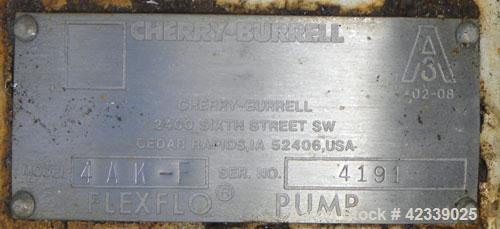 CHERRY-BURRELL
A
3
02-08
CHERRY-BURRELL
2400 SIXTH STREET SW
CEDAR RAPIDS, IA 52406, USA
MODEL 4AK-F SER. NO. 4191
FLEXFLO® PUMP
Stock # 42339025